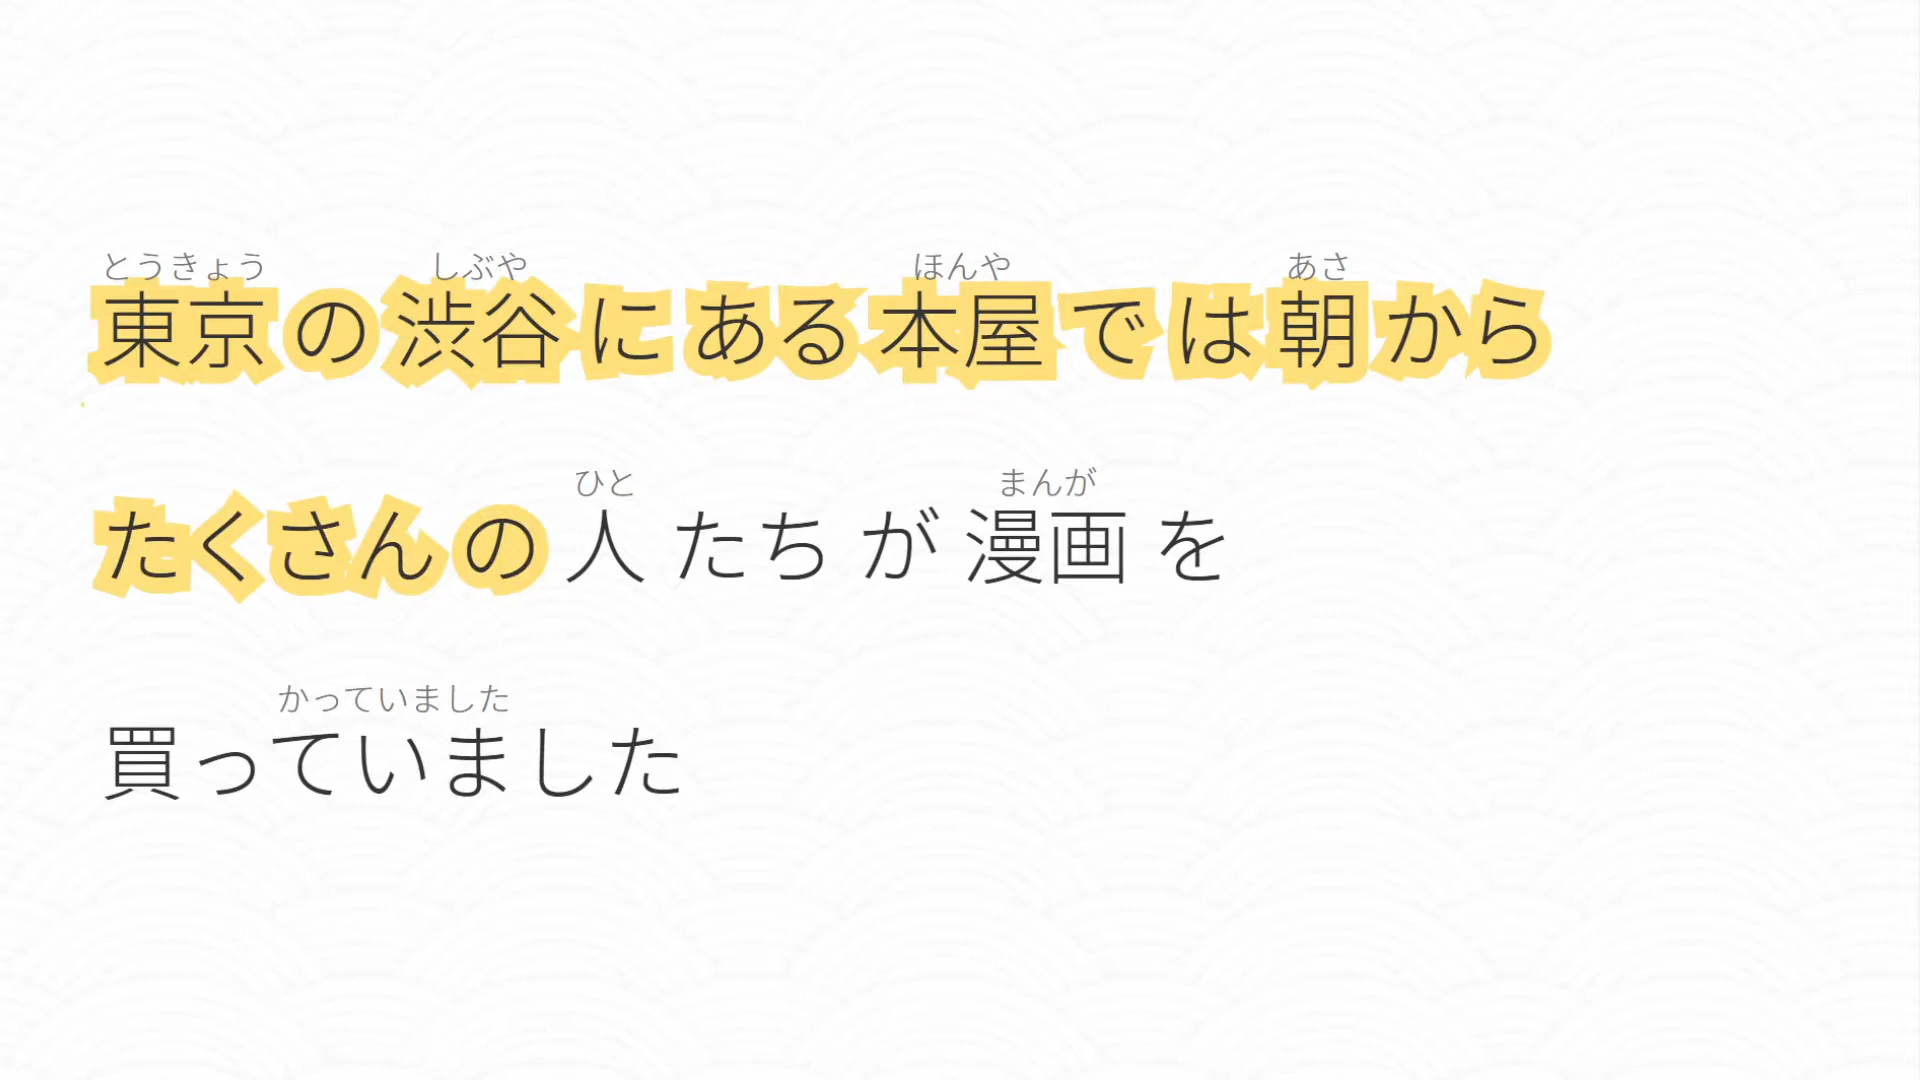 とうきょう しぶや ほんや あさ
東京 の 渋谷 に ある 本屋 で は 朝 から
ひと まんが
たくさん の 人 たち が 漫画 を
かっていました
買っていました